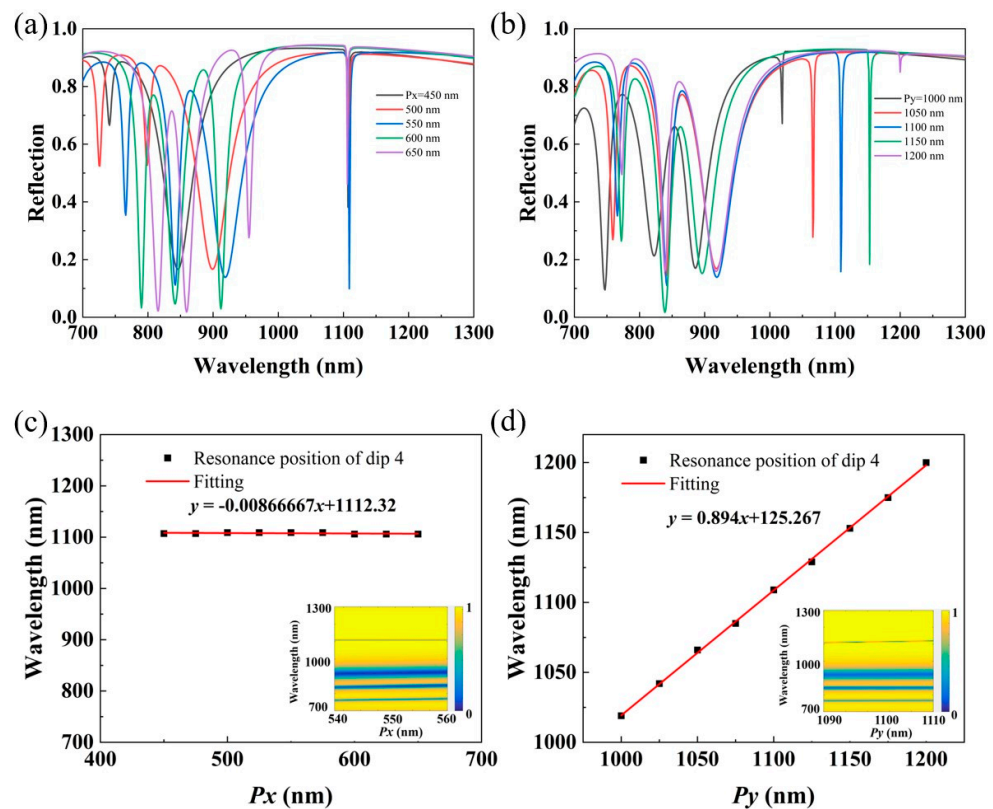 (a)
1.0
0.8
0.6
0.4
0.2
0.0
Reflection
Px=450 nm
500 nm
550 nm
600 nm
650 nm
700 800 900 1000 1100 1200 1300
Wavelength (nm)
(b)
1.0
0.8
0.6
0.4
0.2
0.0
Reflection
Py=1000 nm
1050 nm
1100 nm
1150 nm
1200 nm
700 800 900 1000 1100 1200 1300
Wavelength (nm)
(c)
1300
1200
1100
1000
900
800
700
Wavelength (nm)
Resonance position of dip 4
Fitting
y = -0.00866667x+1112.32
1300
1000
700
Wavelength (nm)
540 550 560
Px (nm)
1
0
400 500 600 700
Px (nm)
(d)
1200
1150
1100
1050
1000
Wavelength (nm)
Resonance position of dip 4
Fitting
y = 0.894x+125.267
1300
1000
700
Wavelength (nm)
1090 1100 1110
Py (nm)
1
0
1000 1050 1100 1150 1200
Py (nm)